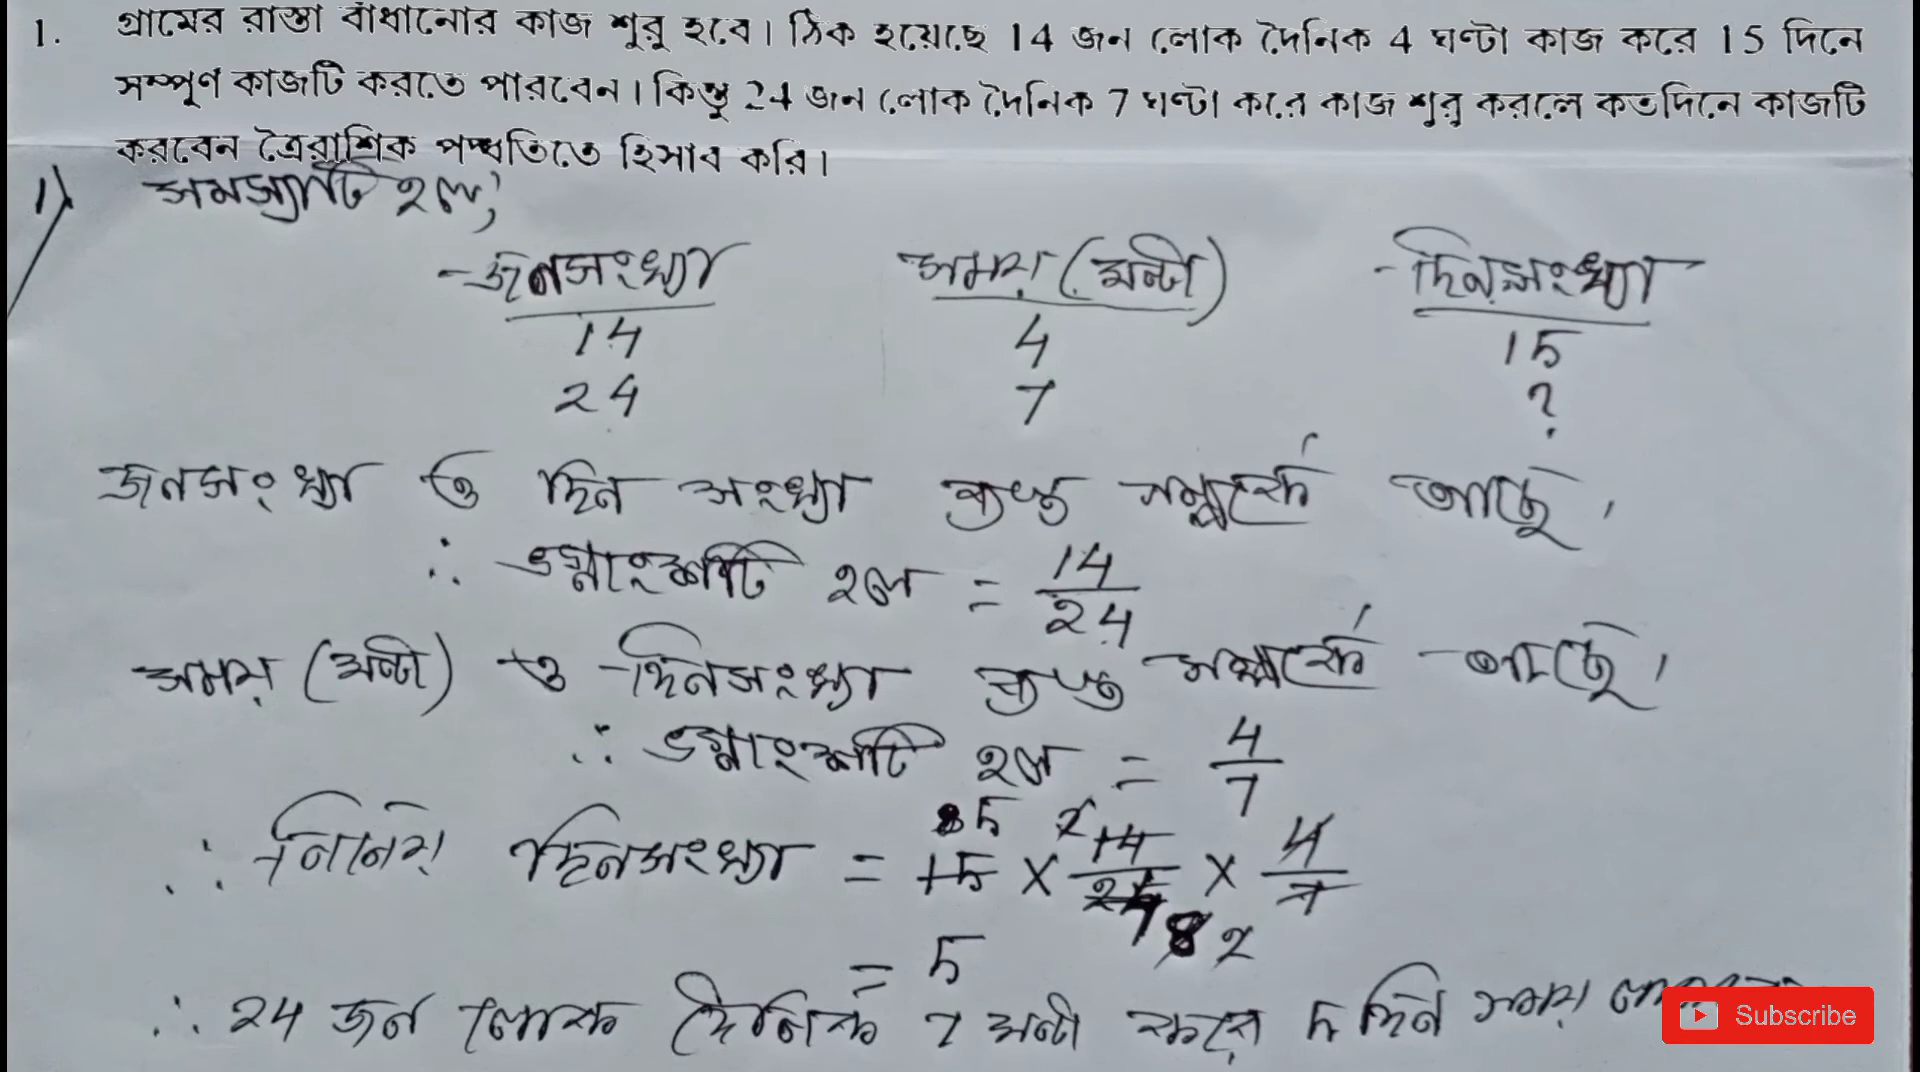 1. গ্রামের রাস্তা বাঁধানোর কাজ শুরু হবে। ঠিক হয়েছে 14 জন লোক দৈনিক 4 ঘণ্টা কাজ করে 15 দিনে
সম্পূর্ণ কাজটি করতে পারবেন। কিন্তু 24 জন লোক দৈনিক 7 ঘণ্টা করে কাজ শুরু করলে কতদিনে কাজটি
করবেন ত্রৈরাশিক পদ্ধতিতে হিসাব করি।
1) সমস্যাটি হল,
জনসংখ্যা সময় (ঘন্টা) দিনসংখ্যা
14 4 15
24 7 ?
জনসংখ্যা ও দিন সংখ্যা ব্যস্ত সম্পর্কে আছে।
∴ ভগ্নাংশটি হল = 14/24
সময় (ঘন্টা) ও দিনসংখ্যা ব্যস্ত সম্পর্কে আছে।
∴ ভগ্নাংশটি হল = 4/7
∴ নির্নেয় দিনসংখ্যা = 15 × 14/24 × 4/7
= 5
∴ 24 জন লোক দৈনিক 7 ঘন্টা করে 5 দিন সময়
Subscribe